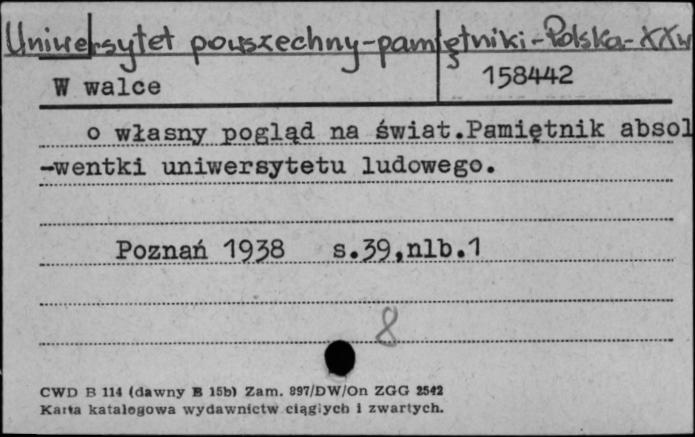 Uniwersytet powszechny-pamiętniki-Polska-XXw
W walce
158442
o własny pogląd na świat.Pamiętnik absol
-wentki uniwersytetu ludowego.
Poznań 1938 s.39,nlb.1
8
CWD B 114 (dawny B 15b) Zam. 897/DW/On ZGG 2542
Karta katalogowa wydawnictw ciągłych i zwartych.